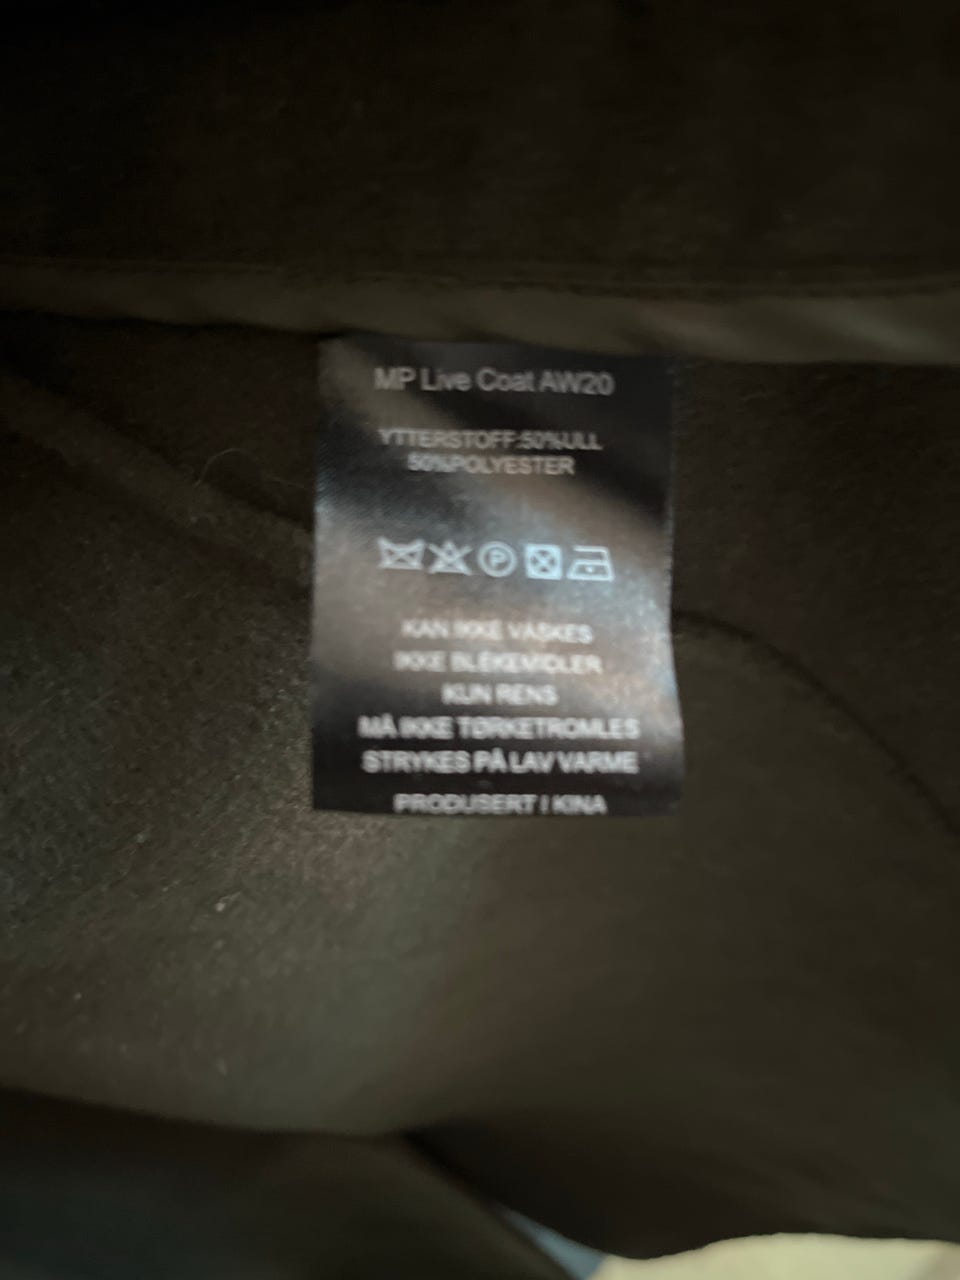 MP Live Coat AW20
YTTERSTOFF:50%ULL
50%POLYESTER
P
KAN IKKE VASKES
IKKE BLEKEMIDLER
KUN RENS
MÅ IKKE TØRKETROMLES
STRYKES PÅ LAV VARME
PRODUSERT I KINA